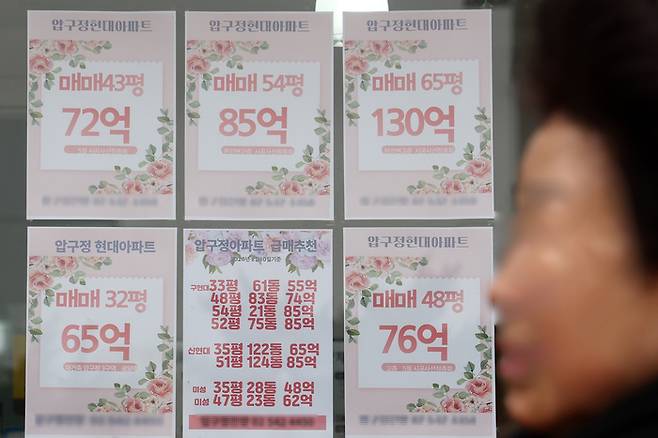 압구정현대아파트
매매43평
72억
압구정현대아파트
매매 54평
85억
압구정현대아파트
매매 65평
130억
압구정 현대아파트
매매 32평
65억
압구정아파트 급매추천
구현대 33평 61동 55억
48평 83동 74억
54평 21동 85억
52평 75동 85억
신현대 35평 122동 65억
51평 124동 85억
미성 35평 28동 48억
미성 47평 23동 62억
압구정현대아파트
매매 48평
76억